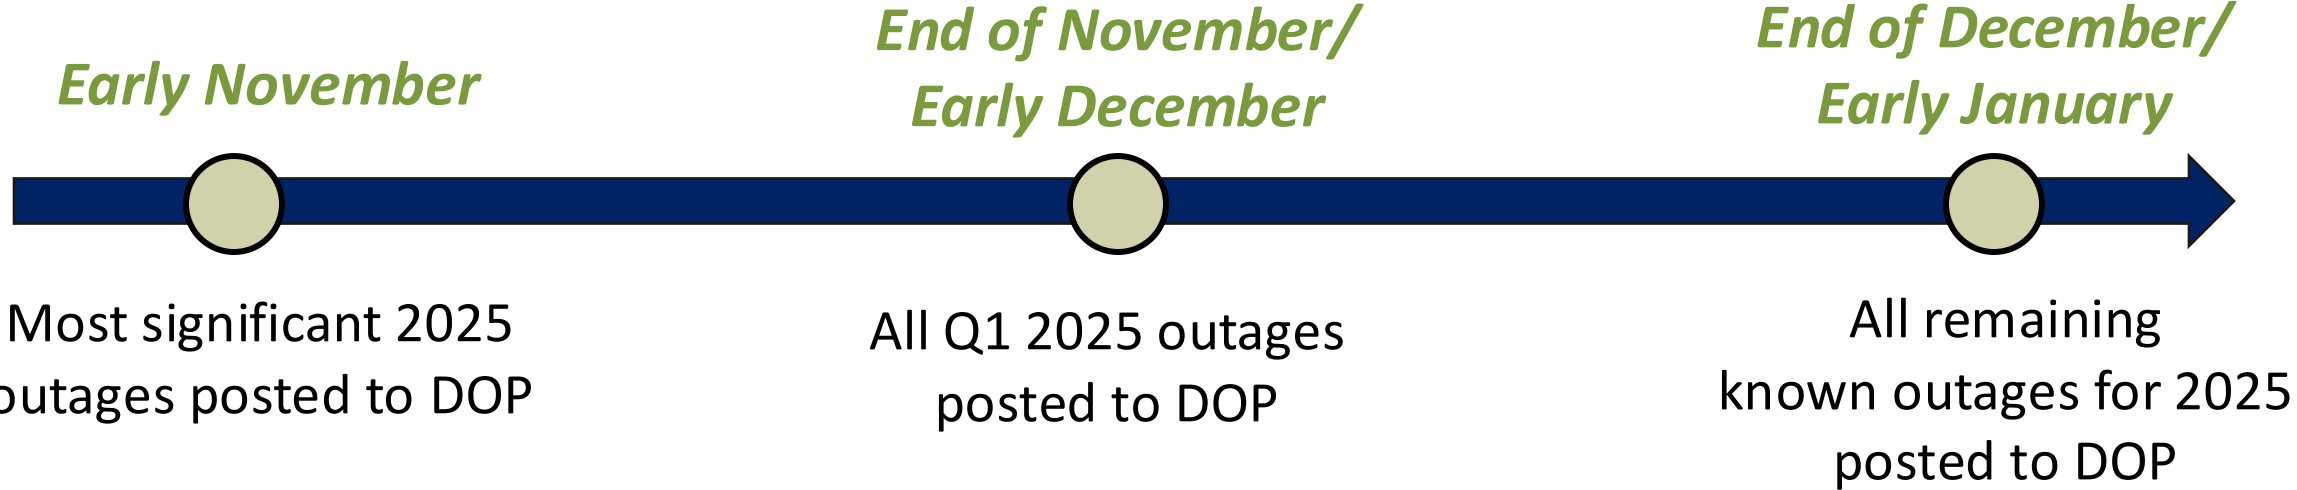 Early November
Most significant 2025
outages posted to DOP
End of November/
Early December
All Q1 2025 outages
posted to DOP
End of December/
Early January
All remaining
known outages for 2025
posted to DOP